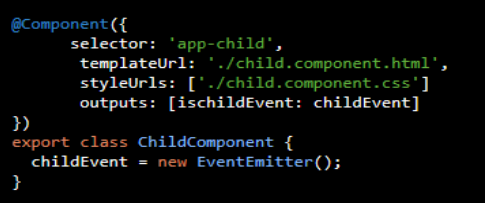 @Component({
selector: 'app-child',
templateUrl: './child.component.html',
styleUrls: ['./child.component.css']
outputs: [ischildEvent: childEvent]
})
export class ChildComponent {
childEvent = new EventEmitter();
}